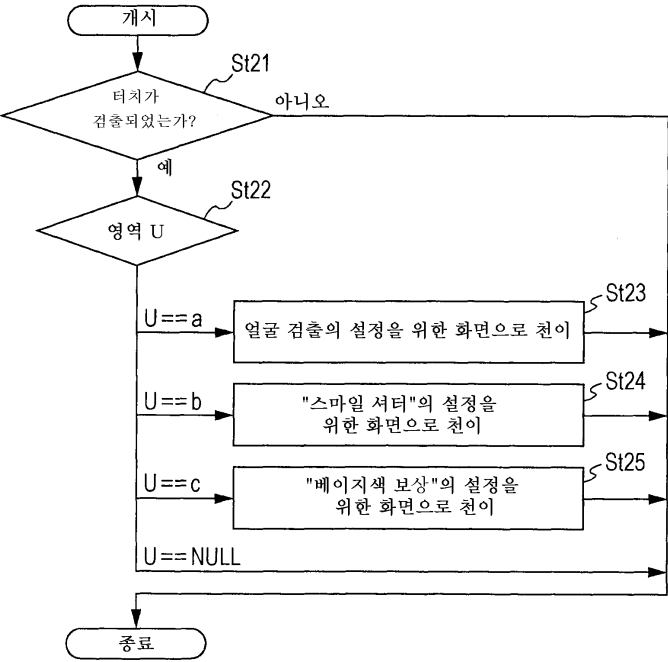 개시
St21
터치가
검출되었는가?
아니오
예
St22
영역 U
U==a
얼굴 검출의 설정을 위한 화면으로 천이
St23
U==b
"스마일 셔터"의 설정을
위한 화면으로 천이
St24
U==c
"베이지색 보상"의 설정을
위한 화면으로 천이
St25
U==NULL
종료